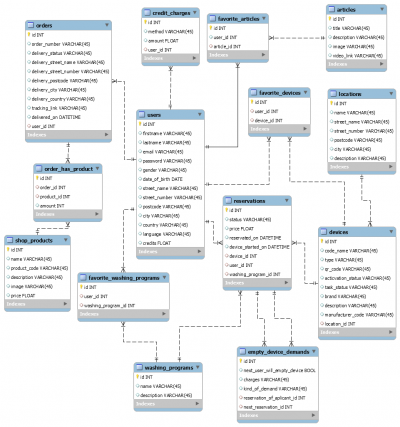 orders
id INT
order_number VARCHAR(45)
delivery_status VARCHAR(45)
delivery_street_name VARCHAR(45)
delivery_street_number VARCHAR(45)
delivery_postcode VARCHAR(45)
delivery_city VARCHAR(45)
delivery_country VARCHAR(45)
tracking_link VARCHAR(45)
delivered_on DATETIME
user_id INT
Indexes
credit_charges
id INT
method VARCHAR(45)
amount FLOAT
user_id INT
Indexes
favorite_articles
id INT
user_id INT
article_id INT
Indexes
articles
id INT
title VARCHAR(45)
description VARCHAR(45)
image VARCHAR(45)
video_link VARCHAR(45)
Indexes
favorite_devices
id INT
user_id INT
device_id INT
Indexes
locations
id INT
name VARCHAR(45)
street_name VARCHAR(45)
street_number VARCHAR(45)
postcode VARCHAR(45)
city VARCHAR(45)
description VARCHAR(45)
Indexes
users
id INT
firstname VARCHAR(45)
lastname VARCHAR(45)
email VARCHAR(45)
password VARCHAR(45)
gender VARCHAR(45)
date_of_birth DATE
street_name VARCHAR(45)
street_number VARCHAR(45)
postcode VARCHAR(45)
city VARCHAR(45)
country VARCHAR(45)
language VARCHAR(45)
credits FLOAT
Indexes
order_has_product
id INT
order_id INT
product_id INT
amount INT
Indexes
shop_products
id INT
name VARCHAR(45)
product_code VARCHAR(45)
description VARCHAR(45)
image VARCHAR(45)
price FLOAT
Indexes
reservations
id INT
status VARCHAR(45)
price FLOAT
reservated_on DATETIME
device_started_on DATETIME
device_id INT
user_id INT
washing_program_id INT
Indexes
devices
id INT
code_name VARCHAR(45)
type VARCHAR(45)
qr_code VARCHAR(45)
activation_status VARCHAR(45)
task_status VARCHAR(45)
brand VARCHAR(45)
description VARCHAR(45)
manufacturer_code VARCHAR(45)
location_id INT
Indexes
favorite_washing_programs
id INT
user_id INT
washing_program_id INT
Indexes
washing_programs
id INT
name VARCHAR(45)
description VARCHAR(45)
Indexes
empty_device_demands
id INT
next_user_will_empty_device BOOL
charges VARCHAR(45)
kind_of_demand VARCHAR(45)
reservation_of_aplicant_id INT
next_reservation_id INT
Indexes